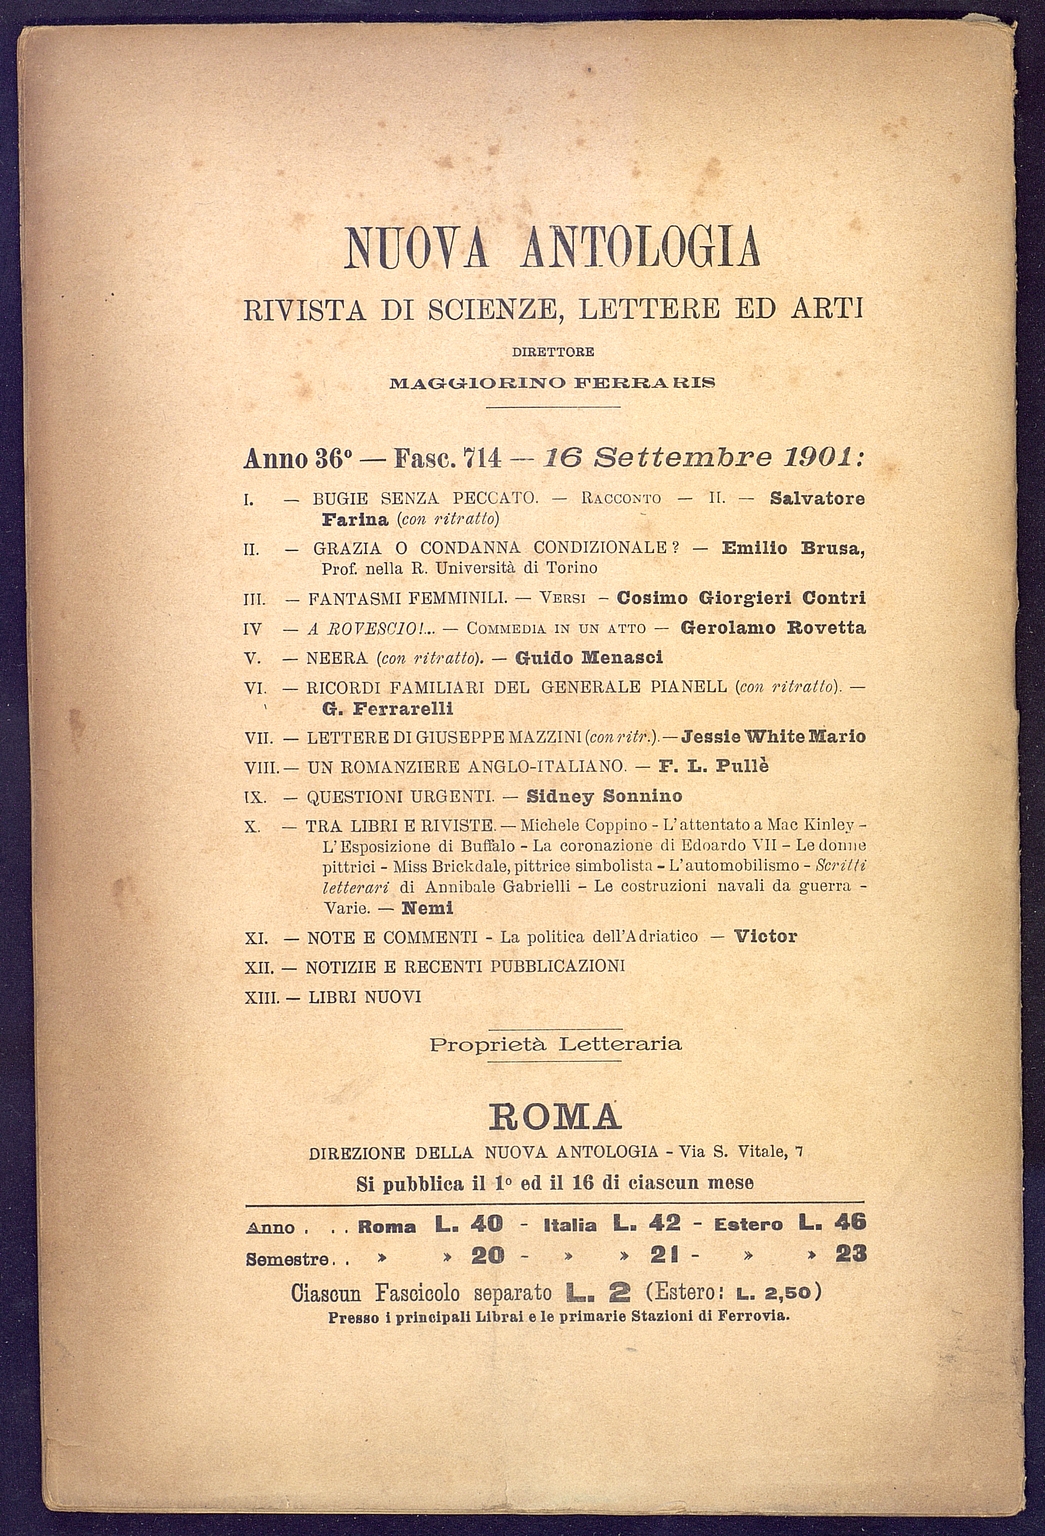 NUOVA ANTOLOGIA
RIVISTA DI SCIENZE, LETTERE ED ARTI
DIRETTORE
MAGGIORINO FERRARIS
Anno 36º — Fasc. 714 — 16 Settembre 1901:
I. — BUGIE SENZA PECCATO. — RACCONTO — II. — Salvatore
Farina (con ritratto)
II. — GRAZIA O CONDANNA CONDIZIONALE? — Emilio Brusa,
Prof. nella R. Università di Torino
III. — FANTASMI FEMMINILI. — VERSI — Cosimo Giorgieri Contri
IV — A ROVESCIO!... — COMMEDIA IN UN ATTO — Gerolamo Rovetta
V. — NEERA (con ritratto). — Guido Menasci
VI. — RICORDI FAMILIARI DEL GENERALE PIANELL (con ritratto). —
G. Ferrarelli
VII. — LETTERE DI GIUSEPPE MAZZINI (con ritr.). — Jessie White Mario
VIII. — UN ROMANZIERE ANGLO-ITALIANO. — F. L. Pullè
IX. — QUESTIONI URGENTI. — Sidney Sonnino
X. — TRA LIBRI E RIVISTE. — Michele Coppino - L'attentato a Mac Kinley -
L'Esposizione di Buffalo - La coronazione di Edoardo VII - Le donne
pittrici - Miss Brickdale, pittrice simbolista - L'automobilismo - Scritti
letterari di Annibale Gabrielli - Le costruzioni navali da guerra -
Varie. — Nemi
XI. — NOTE E COMMENTI - La politica dell'Adriatico — Victor
XII. — NOTIZIE E RECENTI PUBBLICAZIONI
XIII. — LIBRI NUOVI
Proprietà Letteraria
ROMA
DIREZIONE DELLA NUOVA ANTOLOGIA - Via S. Vitale, 7
Si pubblica il 1º ed il 16 di ciascun mese
Anno . . . Roma L. 40 - Italia L. 42 - Estero L. 46
Semestre. . » » 20 - » » 21 - » » 23
Ciascun Fascicolo separato L. 2 (Estero: L. 2,50)
Presso i principali Librai e le primarie Stazioni di Ferrovia.